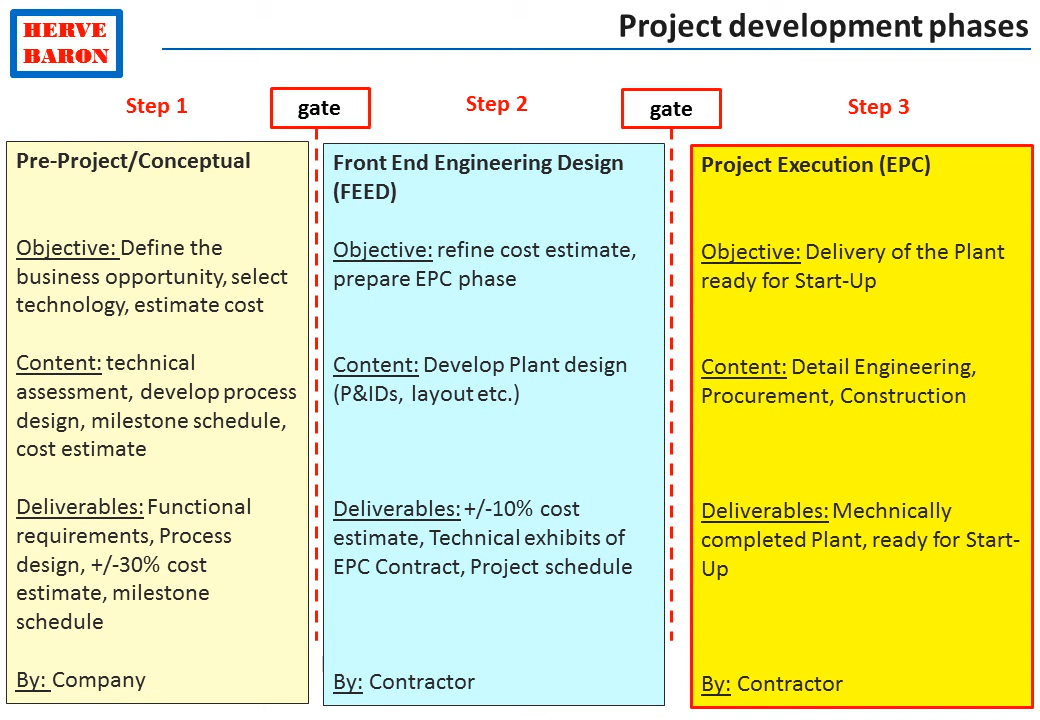 HERVE
BARON
Project development phases
Step 1
gate
Step 2
gate
Step 3
Pre-Project/Conceptual
Objective: Define the
business opportunity, select
technology, estimate cost
Content: technical
assessment, develop process
design, milestone schedule,
cost estimate
Deliverables: Functional
requirements, Process
design, +/-30% cost
estimate, milestone
schedule
By: Company
Front End Engineering Design
(FEED)
Objective: refine cost estimate,
prepare EPC phase
Content: Develop Plant design
(P&IDs, layout etc.)
Deliverables: +/-10% cost
estimate, Technical exhibits of
EPC Contract, Project schedule
By: Contractor
Project Execution (EPC)
Objective: Delivery of the Plant
ready for Start-Up
Content: Detail Engineering,
Procurement, Construction
Deliverables: Mechnically
completed Plant, ready for Start-
Up
By: Contractor